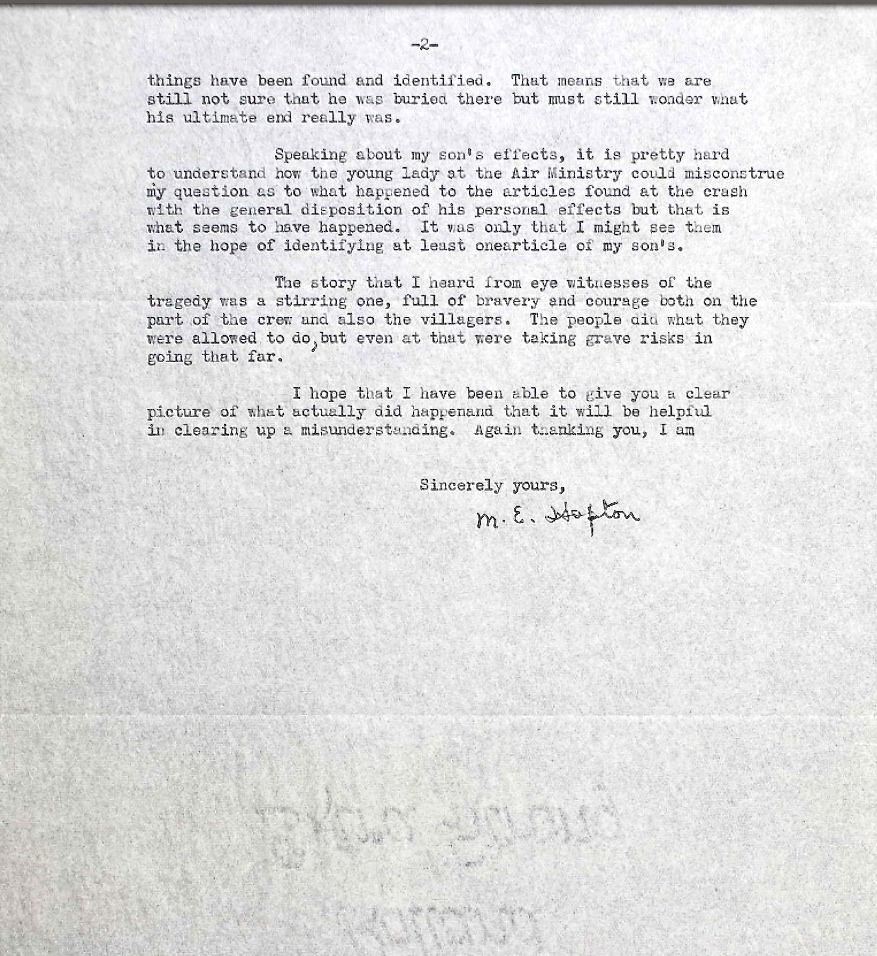 -2-
things have been found and identified. That means that we are
still not sure that he was buried there but must still wonder what
his ultimate end really was.
Speaking about my son's effects, it is pretty hard
to understand how the young lady at the Air Ministry could misconstrue
my question as to what happened to the articles found at the crash
with the general disposition of his personal effects but that is
what seems to have happened. It was only that I might see them
in the hope of identifying at least onearticle of my son's.
The story that I heard from eye witnesses of the
tragedy was a stirring one, full of bravery and courage both on the
part of the crew and also the villagers. The people did what they
were allowed to do, but even at that were taking grave risks in
going that far.
I hope that I have been able to give you a clear
picture of what actually did happenand that it will be helpful
in clearing up a misunderstanding. Again thanking you, I am
Sincerely yours,
M. E.